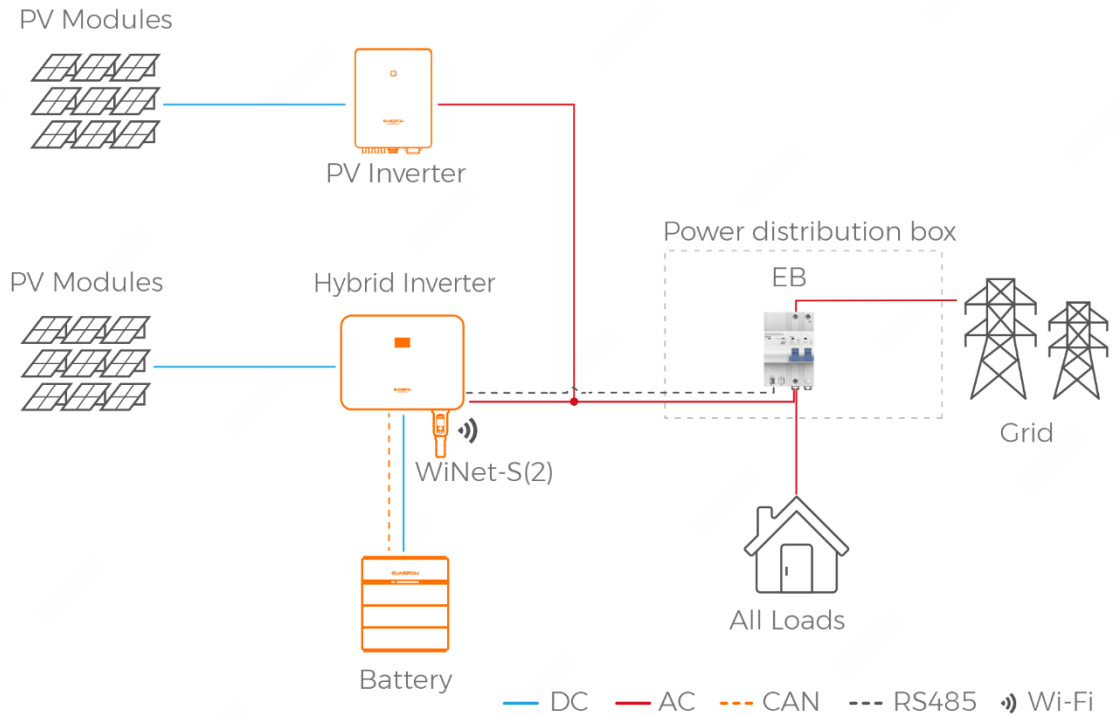 PV Modules
PV Inverter
Power distribution box
EB
PV Modules
Hybrid Inverter
Grid
WiNet-S(2)
All Loads
Battery
DC
AC
CAN
RS485
Wi-Fi